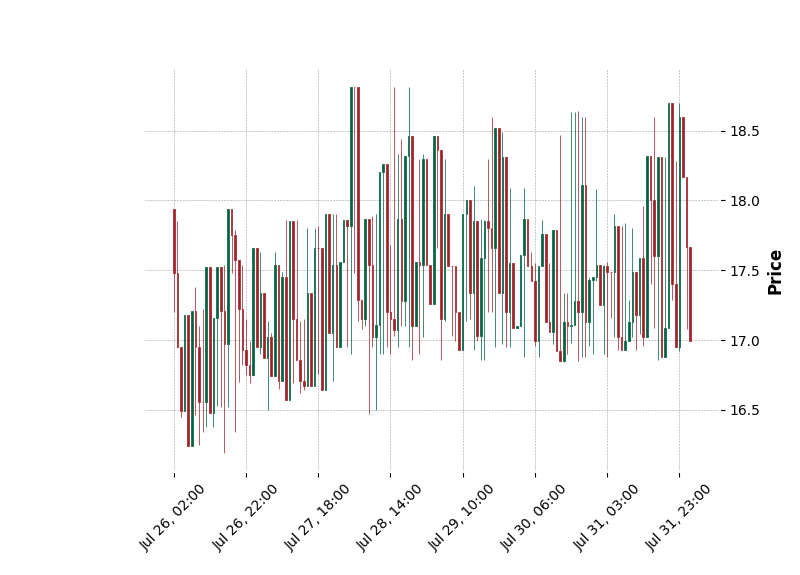 18.5
18.0
17.5
17.0
16.5
Price
Jul 26, 02:00
Jul 26, 22:00
Jul 27, 18:00
Jul 28, 14:00
Jul 29, 10:00
Jul 30, 06:00
Jul 31, 03:00
Jul 31, 23:00